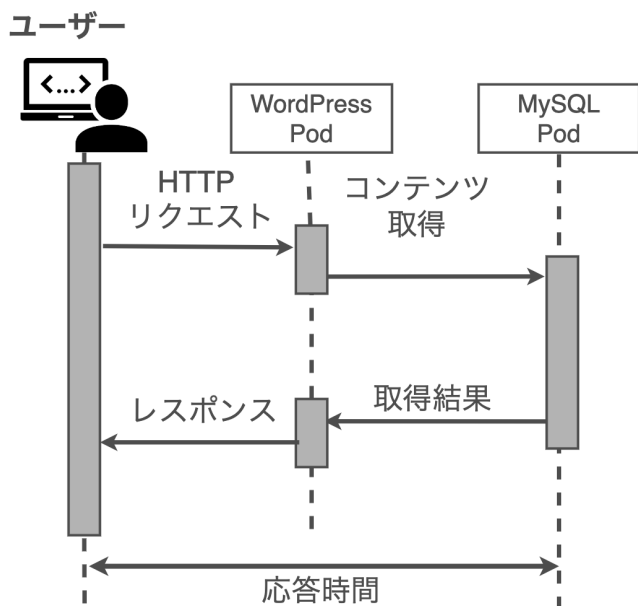 ユーザー
<...>
WordPress
Pod
MySQL
Pod
HTTP
リクエスト
コンテンツ
取得
レスポンス
取得結果
応答時間